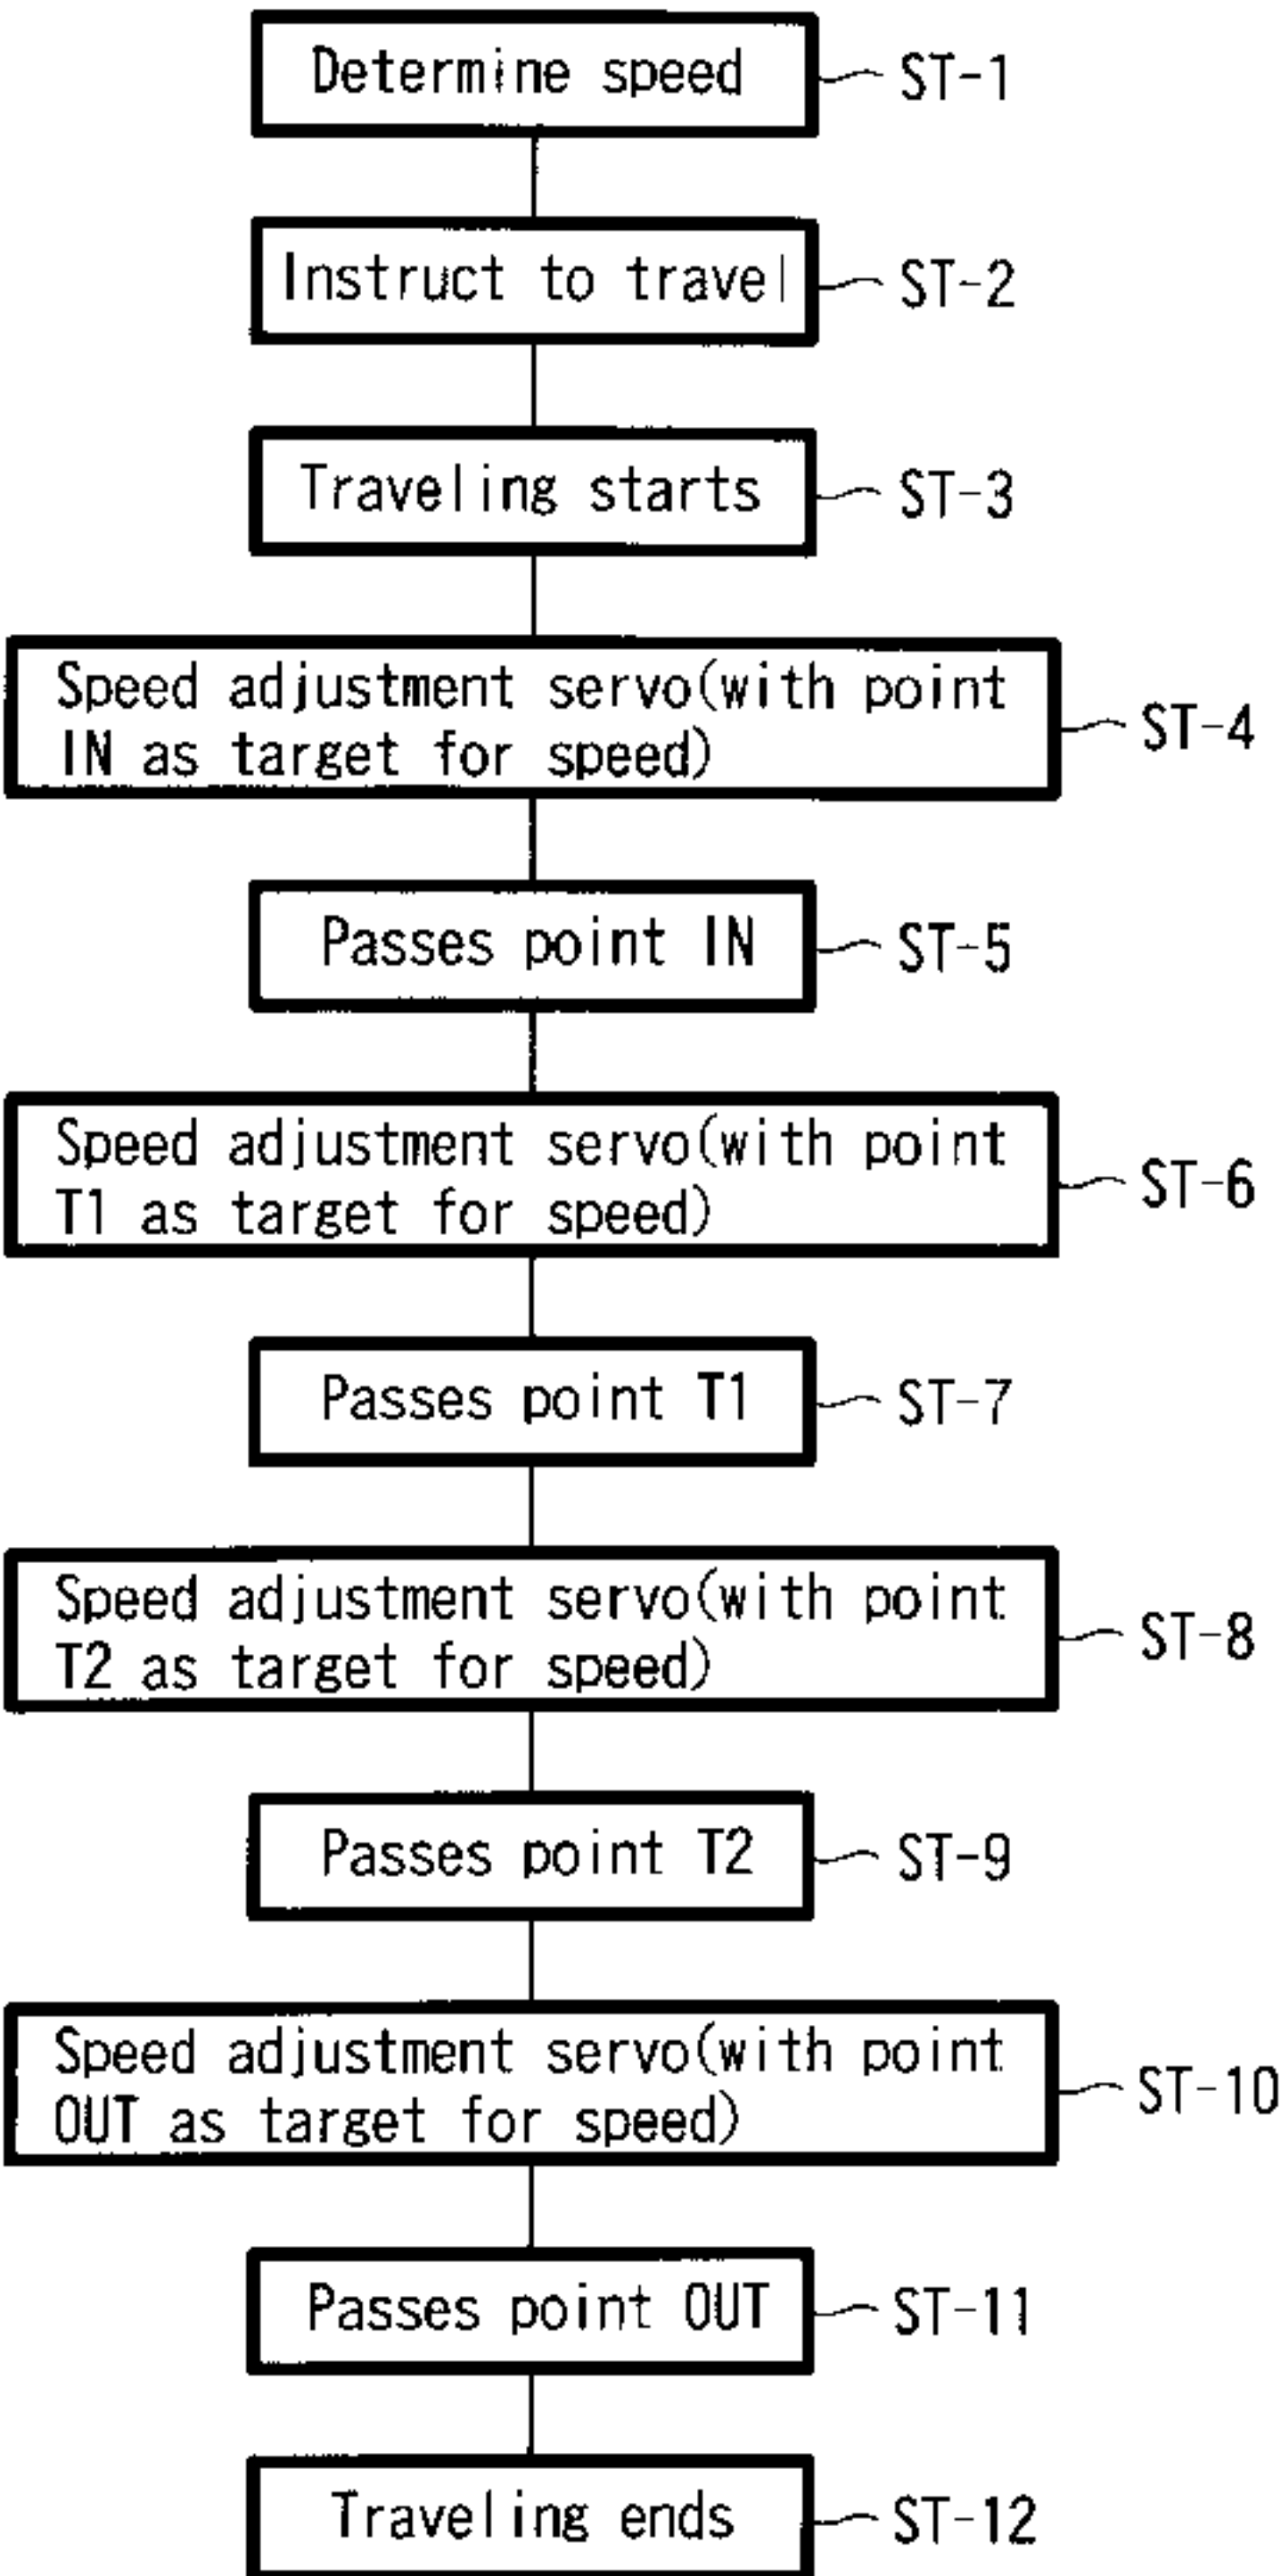 Determine speed ST-1
Instruct to travel ST-2
Traveling starts ST-3
Speed adjustment servo(with point
IN as target for speed) ST-4
Passes point IN ST-5
Speed adjustment servo(with point
T1 as target for speed) ST-6
Passes point T1 ST-7
Speed adjustment servo(with point
T2 as target for speed) ST-8
Passes point T2 ST-9
Speed adjustment servo(with point
OUT as target for speed) ST-10
Passes point OUT ST-11
Traveling ends ST-12